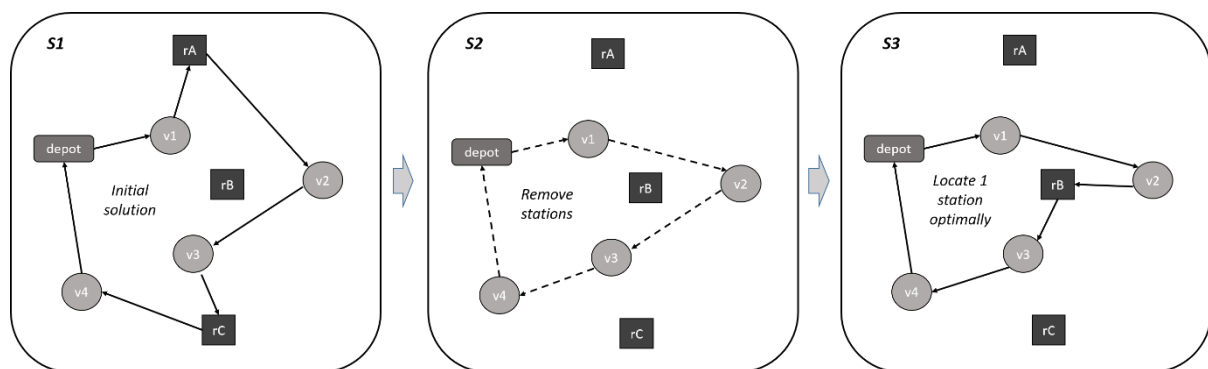 S1
rA
v1
depot
rB
v2
Initial
solution
v3
v4
rC
S2
rA
v1
depot
rB
v2
Remove
stations
v3
v4
rC
S3
rA
v1
depot
rB
v2
Locate 1
station
optimally
v3
v4
rC